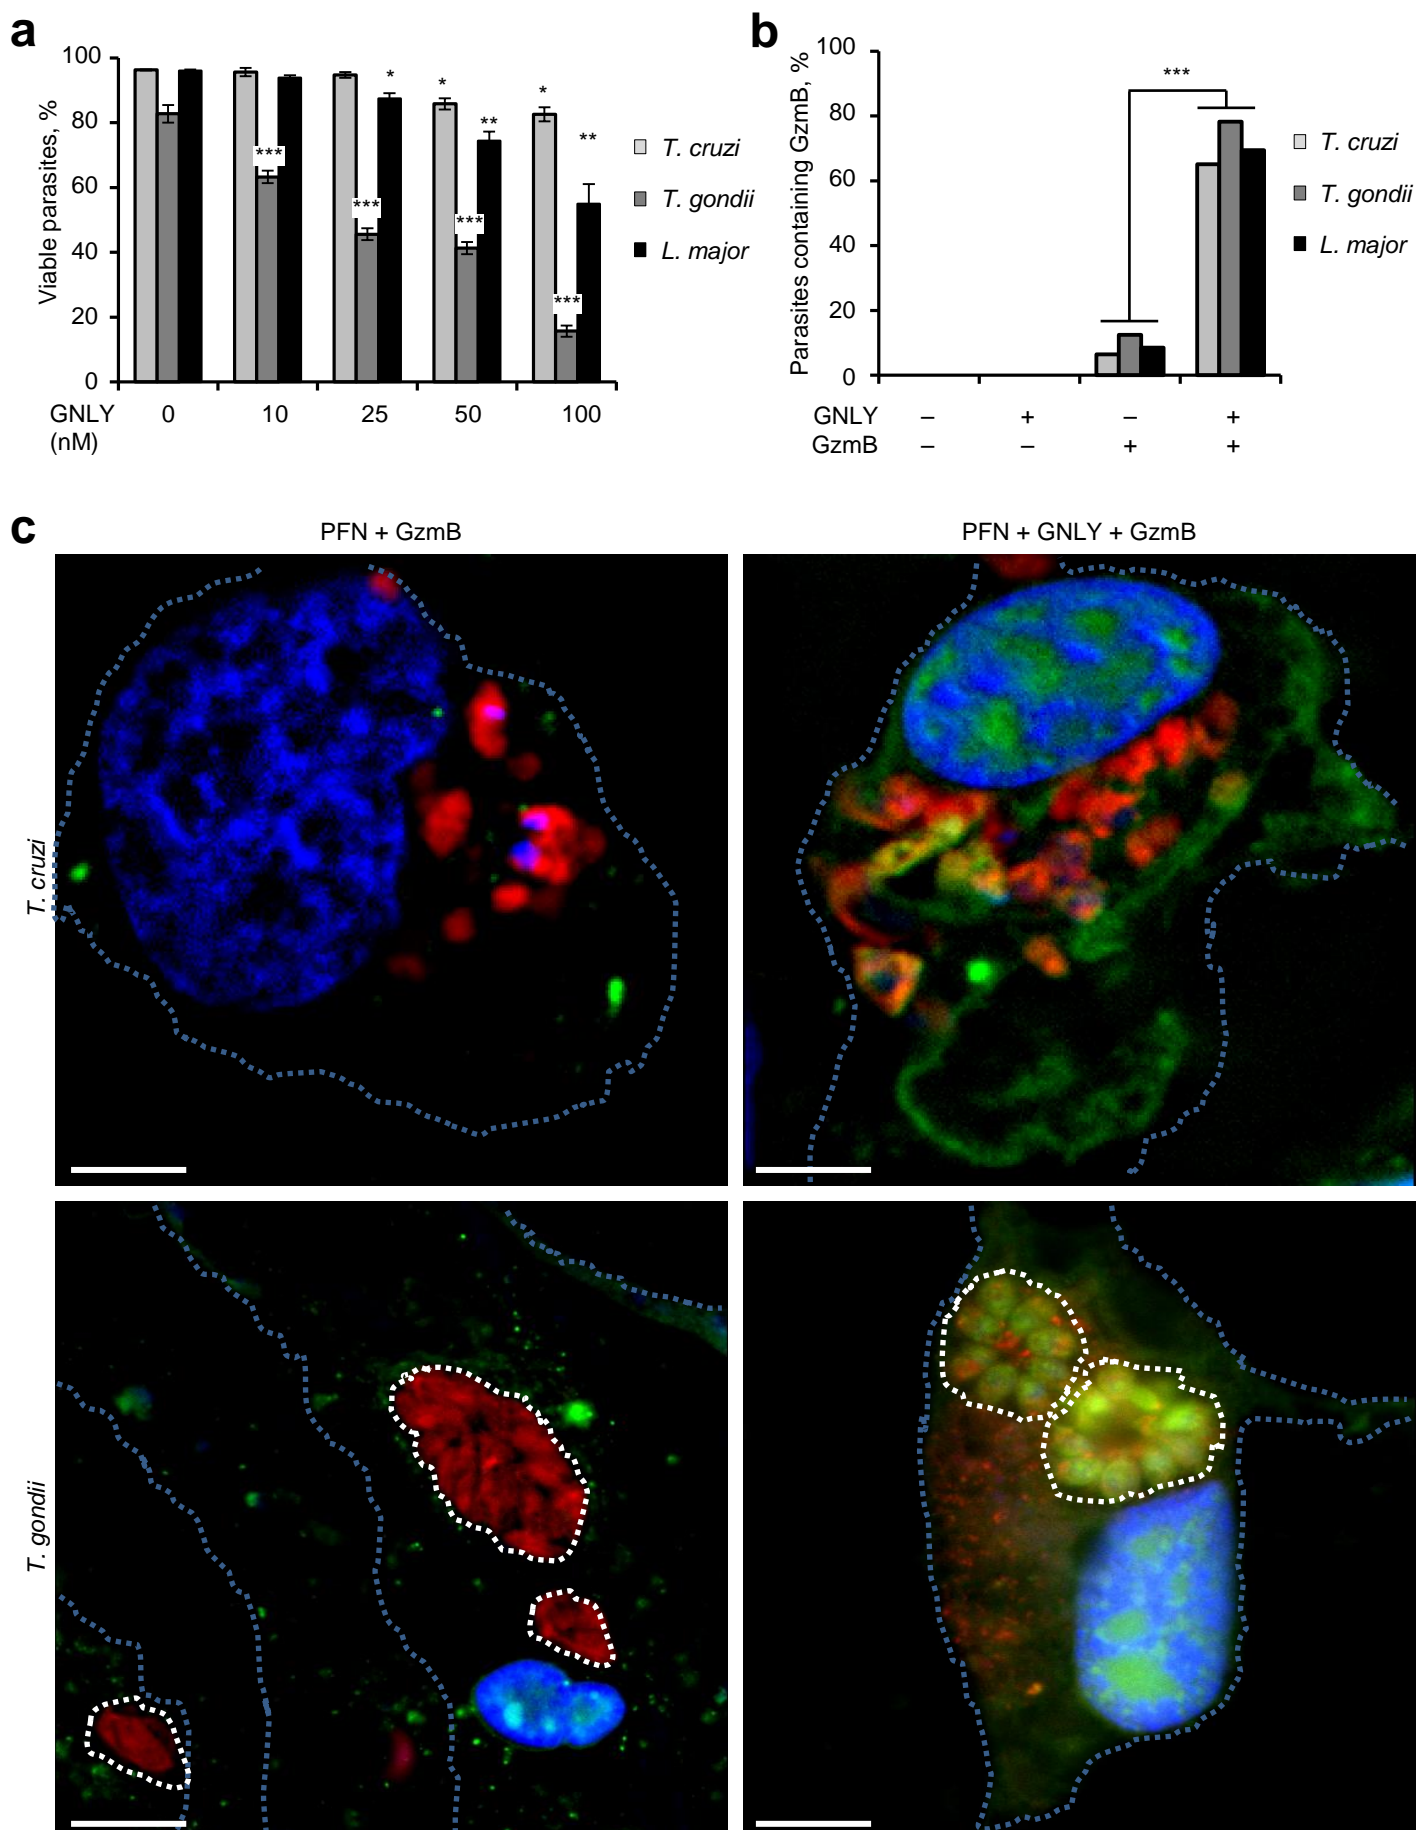 a
100
80
60
40
20
0
Viable parasites, %
*
*
*
**
**
***
***
***
***
T. cruzi
T. gondii
L. major
GNLY 0 10 25 50 100
(nM)
b
100
80
60
40
20
0
Parasites containing GzmB, %
***
T. cruzi
T. gondii
L. major
GNLY – + – +
GzmB – – + +
c
PFN + GzmB
PFN + GNLY + GzmB
T. cruzi
T. gondii